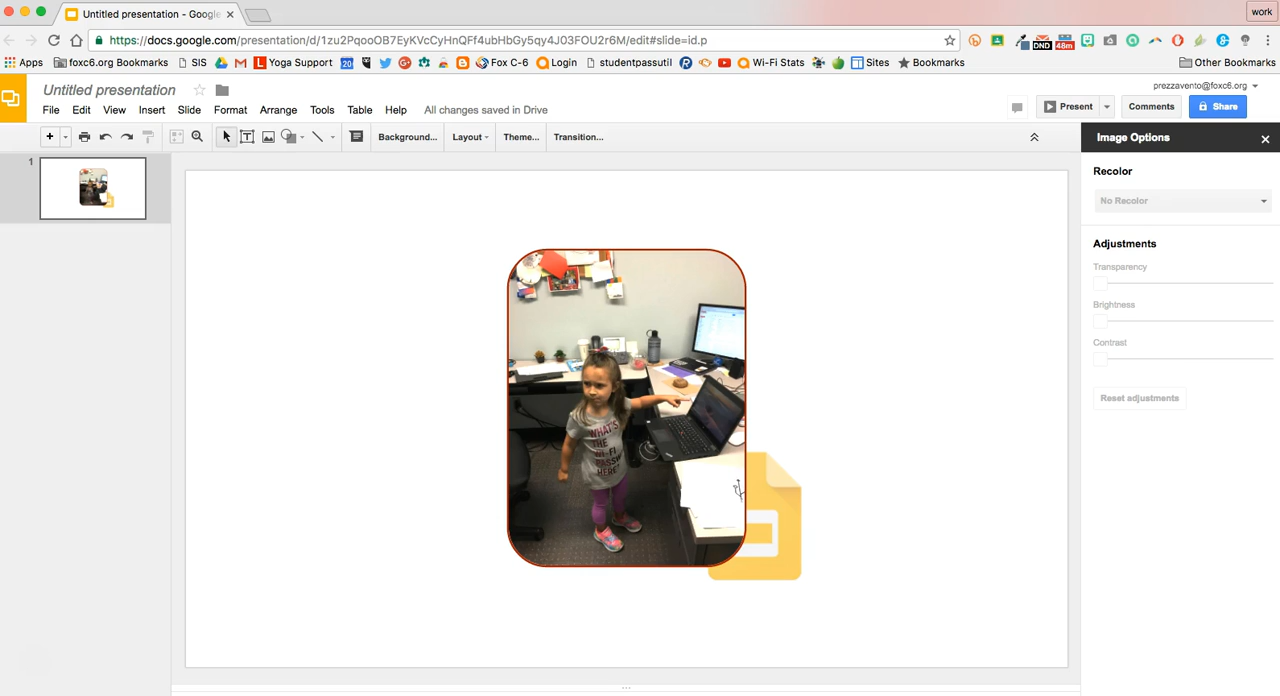 Untitled presentation - Google
work
https://docs.google.com/presentation/d/1zu2PqooOB7EyKVcCyHnQFf4ubHbGy5qy4J03FOU2r6M/edit#slide=id.p
DND
48m
Apps
foxc6.org Bookmarks
SIS
Yoga Support
20
Fox C-6
Login
studentpassutil
Wi-Fi Stats
Sites
Bookmarks
Other Bookmarks
Untitled presentation
prezzavento@foxc6.org
File Edit View Insert Slide Format Arrange Tools Table Help All changes saved in Drive
Present
Comments
Share
Background...
Layout
Theme...
Transition...
Image Options
1
Recolor
No Recolor
Adjustments
Transparency
Brightness
Contrast
Reset adjustments
WHAT'S
THE
WI-FI
PASSW
HERE?